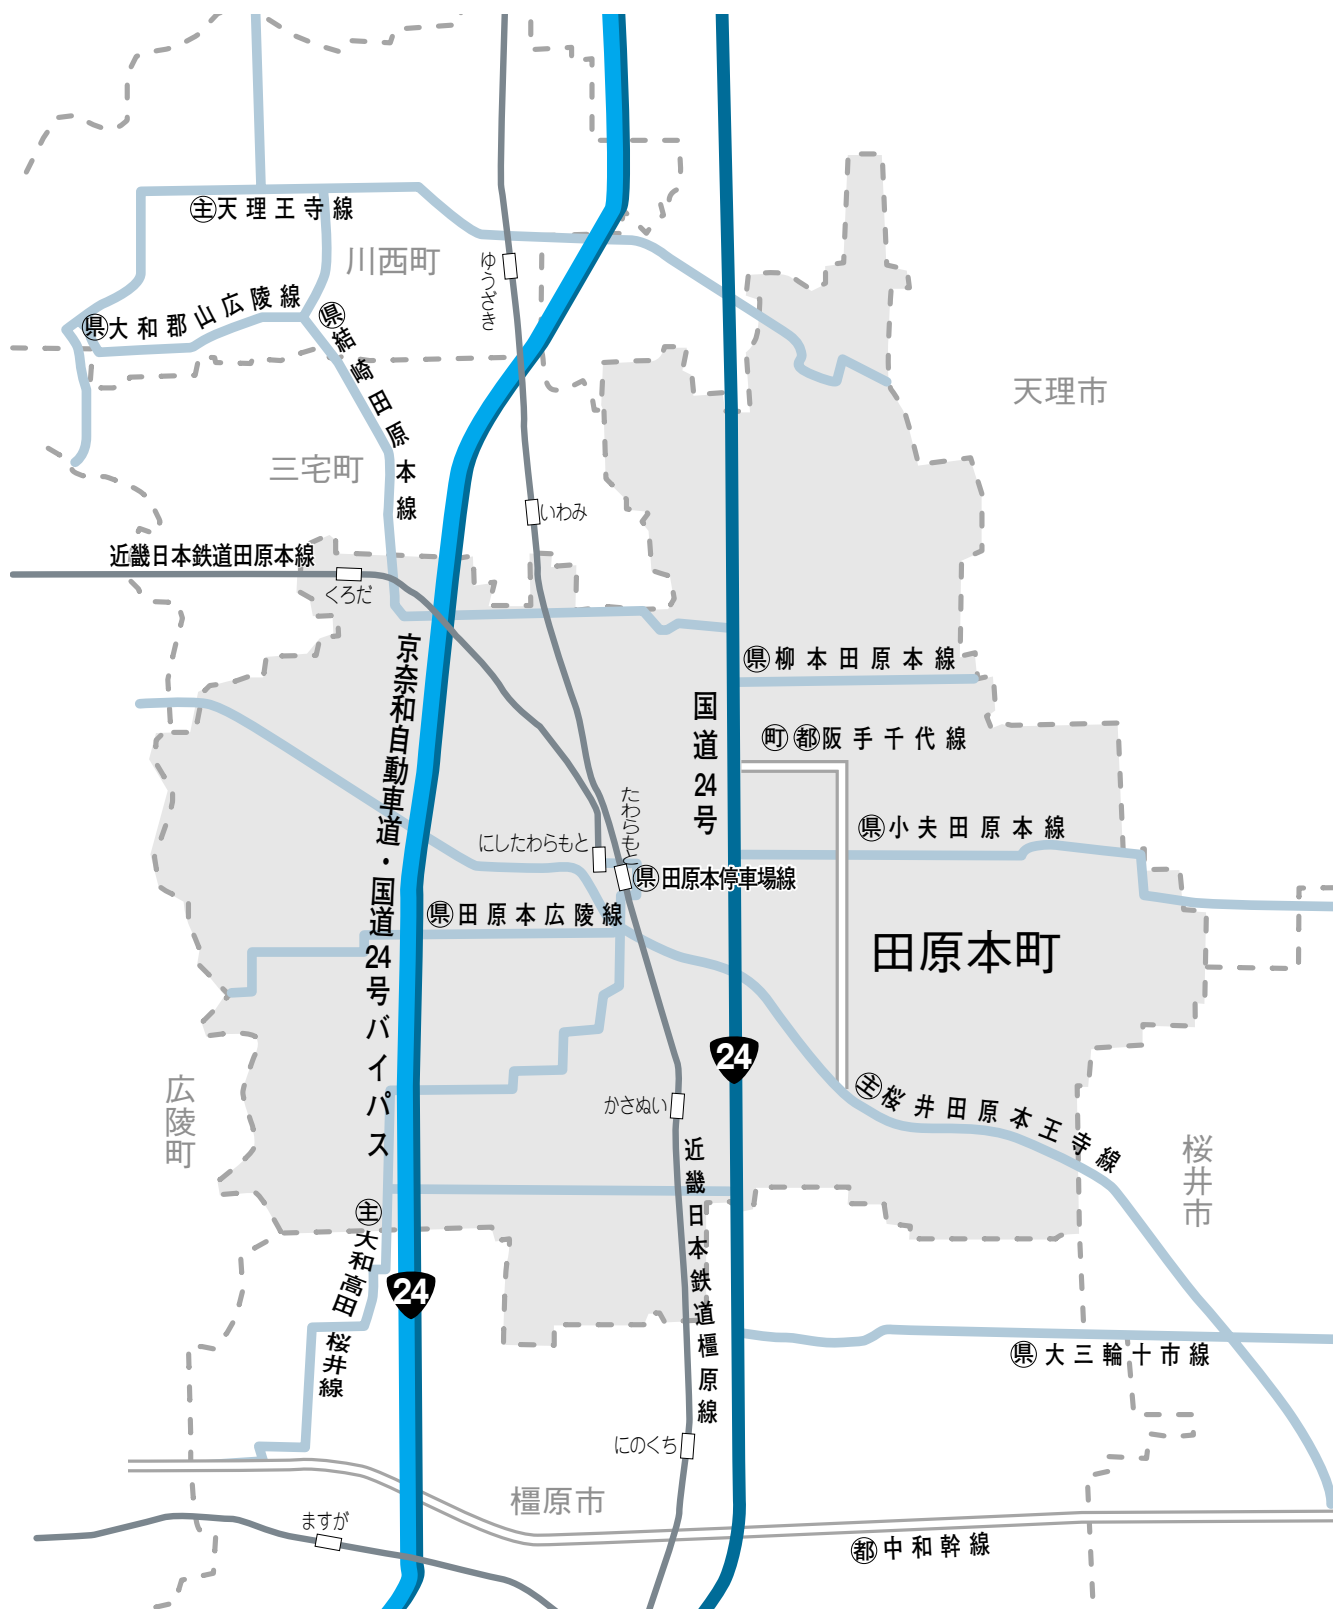 ㊩天理王寺線
川西町
ゆうざき
県大和郡山広陵線
県結崎田原本線
天理市
三宅町
いわみ
近畿日本鉄道田原本線
くろだ
京奈和自動車道・国道24号バイパス
県柳本田原本線
国道24号
町都阪手千代線
たわらもと
県小夫田原本線
にしたわらもと
県田原本停車場線
県田原本広陵線
田原本町
24
広陵町
かさぬい
主桜井田原本王寺線
近畿日本鉄道橿原線
桜井市
主大和高田桜井線
24
県大三輪十市線
にのくち
橿原市
ますが
都中和幹線